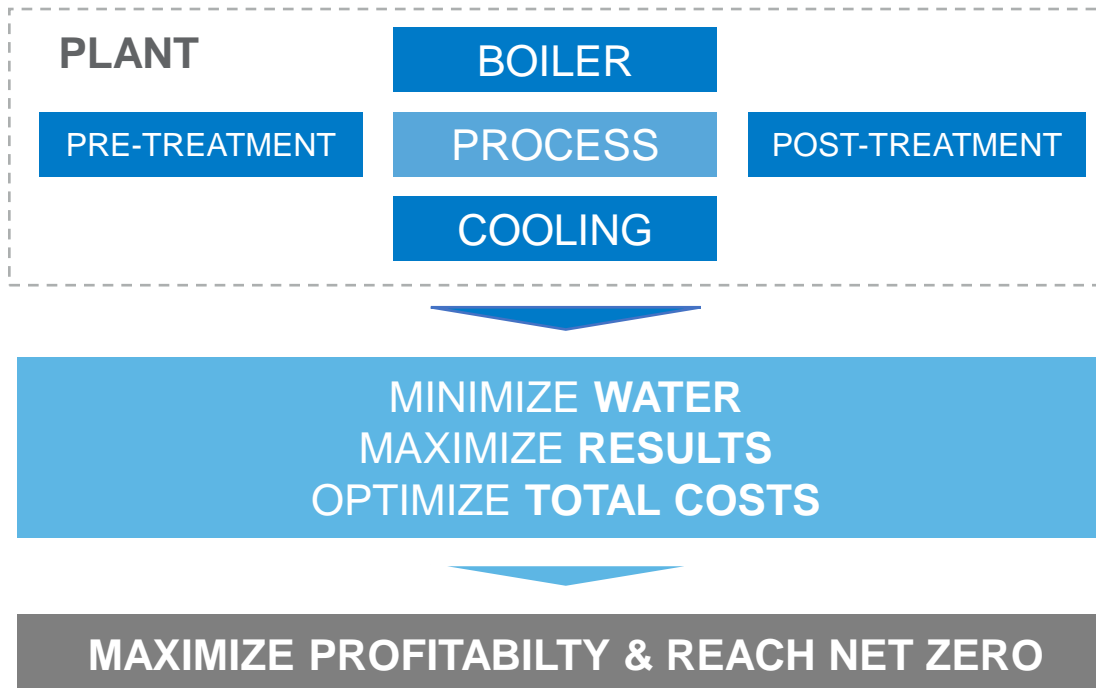 PLANT
BOILER
PRE-TREATMENT
PROCESS
POST-TREATMENT
COOLING
MINIMIZE WATER
MAXIMIZE RESULTS
OPTIMIZE TOTAL COSTS
MAXIMIZE PROFITABILTY & REACH NET ZERO